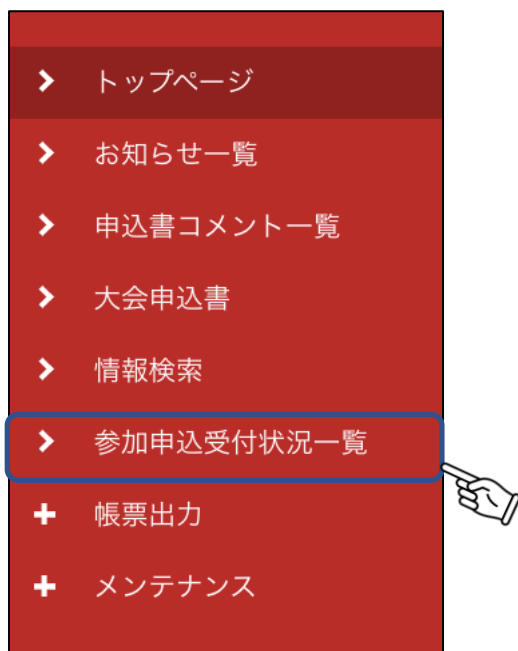 トップページ
お知らせ一覧
申込書コメント一覧
大会申込書
情報検索
参加申込受付状況一覧
帳票出力
メンテナンス